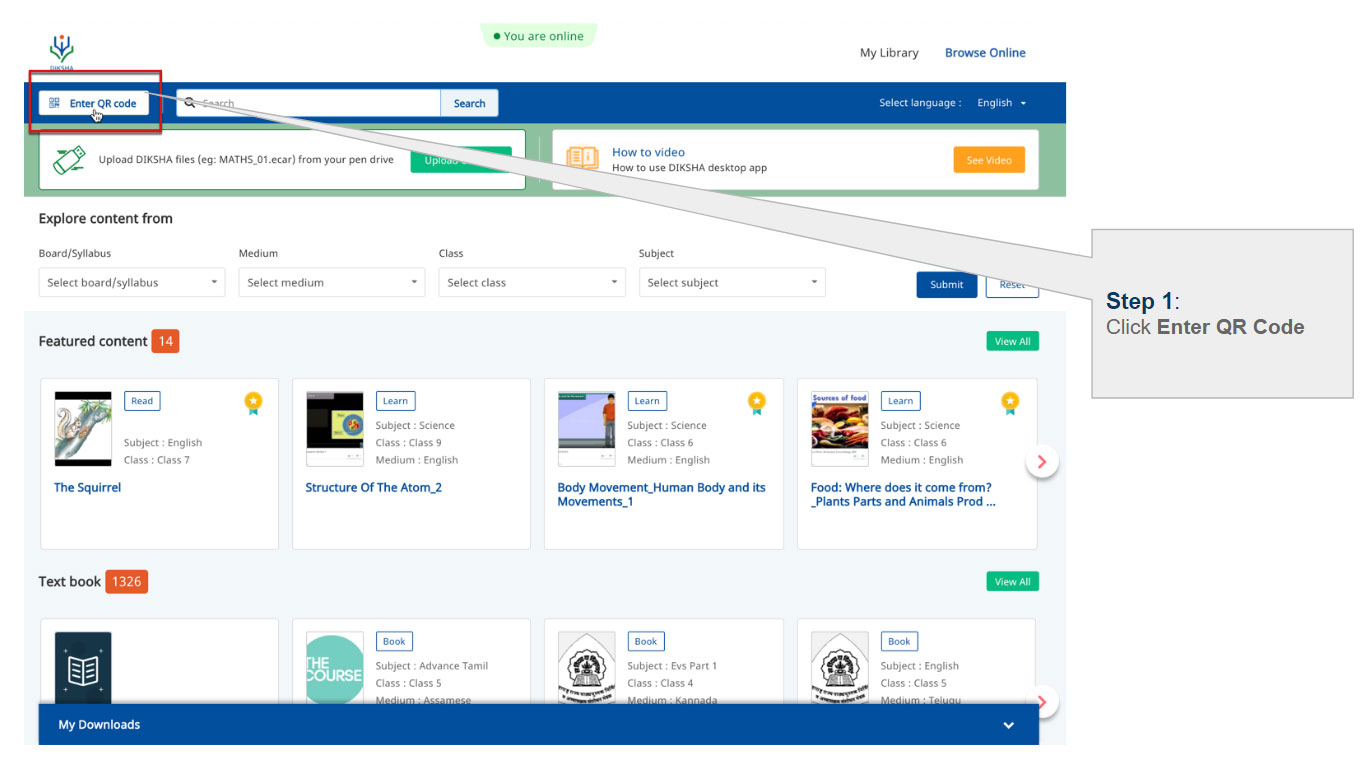 You are online
DIKSHA
My Library Browse Online
Enter QR code
Search
Search
Select language : English
Upload DIKSHA files (eg: MATHS_01.ecar) from your pen drive
Upload
How to video
How to use DIKSHA desktop app
See Video
Explore content from
Board/Syllabus Medium Class Subject
Select board/syllabus Select medium Select class Select subject
Submit Reset
Step 1:
Click Enter QR Code
Featured content 14
View All
Read
Subject : English
Class : Class 7
The Squirrel
Learn
Subject : Science
Class : Class 9
Medium : English
Structure Of The Atom_2
Learn
Subject : Science
Class : Class 6
Medium : English
Body Movement_Human Body and its
Movements_1
Sources of food
Learn
Subject : Science
Class : Class 6
Medium : English
Food: Where does it come from?
_Plants Parts and Animals Prod ...
Text book 1326
View All
THE
COURSE
Book
Subject : Advance Tamil
Class : Class 5
Medium : Assamese
Book
Subject : Evs Part 1
Class : Class 4
Medium : Kannada
Book
Subject : English
Class : Class 5
Medium : Telugu
My Downloads